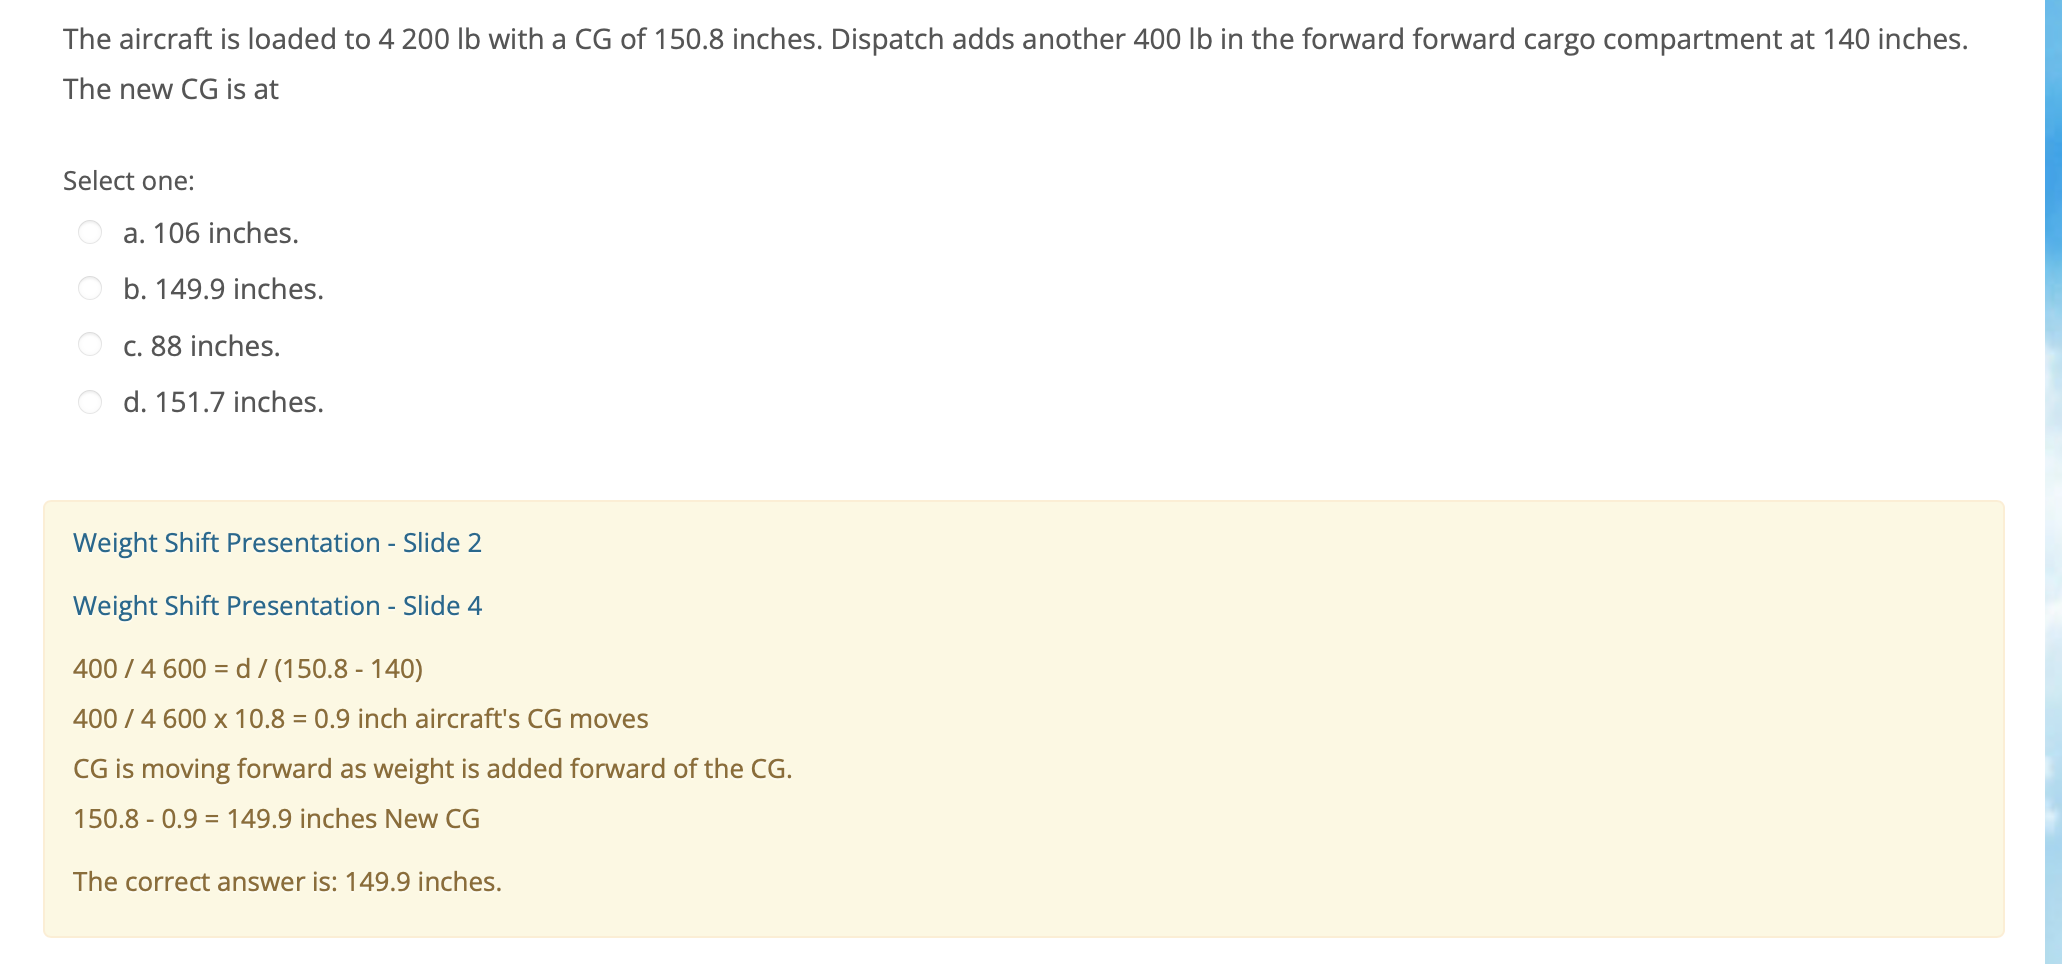 The aircraft is loaded to 4 200 lb with a CG of 150.8 inches. Dispatch adds another 400 lb in the forward forward cargo compartment at 140 inches.
The new CG is at
Select one:
a. 106 inches.
b. 149.9 inches.
c. 88 inches.
d. 151.7 inches.
Weight Shift Presentation - Slide 2
Weight Shift Presentation - Slide 4
400 / 4 600 = d / (150.8 - 140)
400 / 4 600 x 10.8 = 0.9 inch aircraft's CG moves
CG is moving forward as weight is added forward of the CG.
150.8 - 0.9 = 149.9 inches New CG
The correct answer is: 149.9 inches.